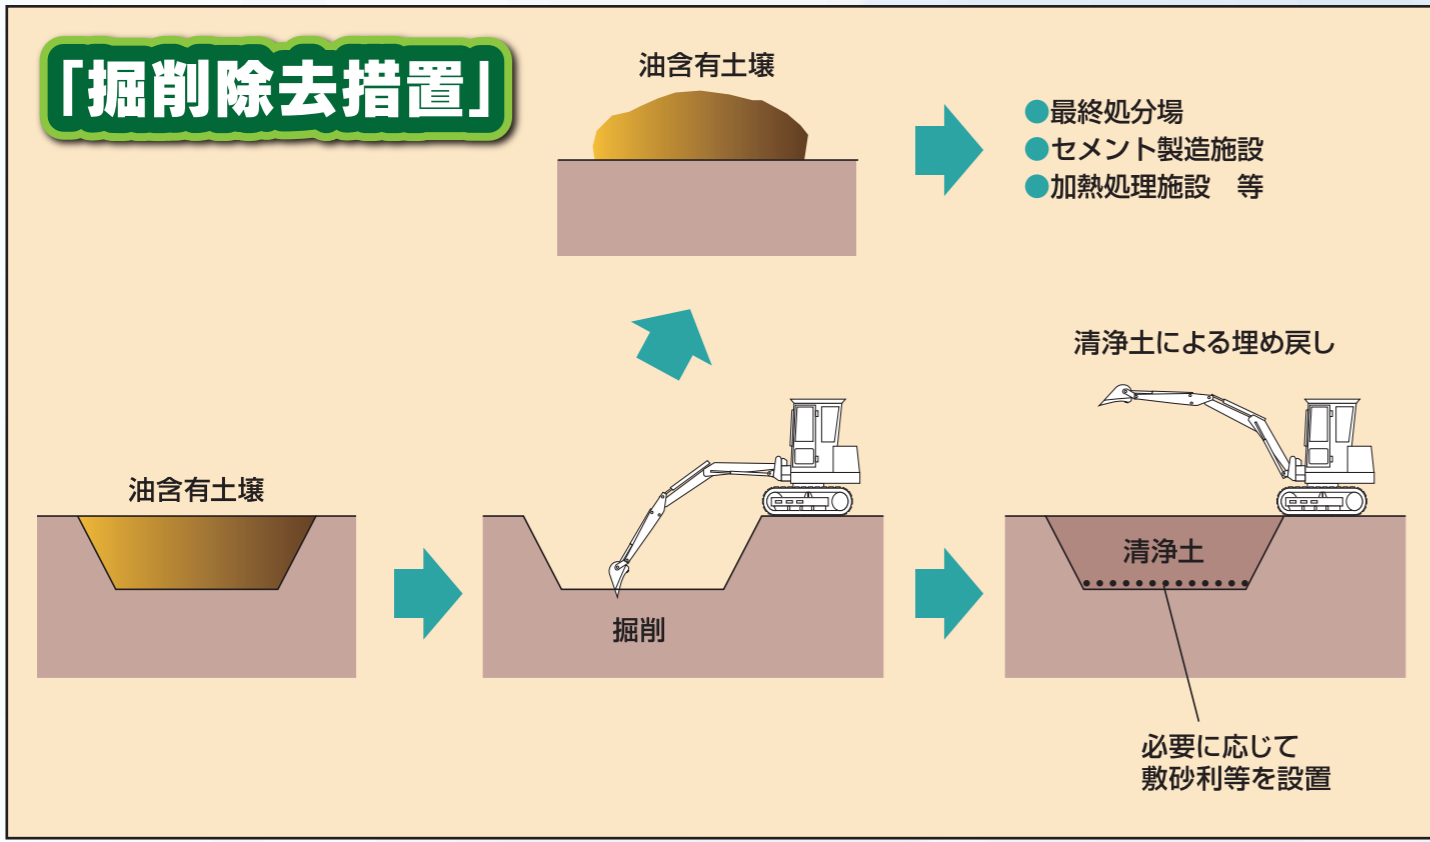 「掘削除去措置」
油含有土壌
●最終処分場
●セメント製造施設
●加熱処理施設　等
清浄土による埋め戻し
油含有土壌
清浄土
掘削
必要に応じて
敷砂利等を設置